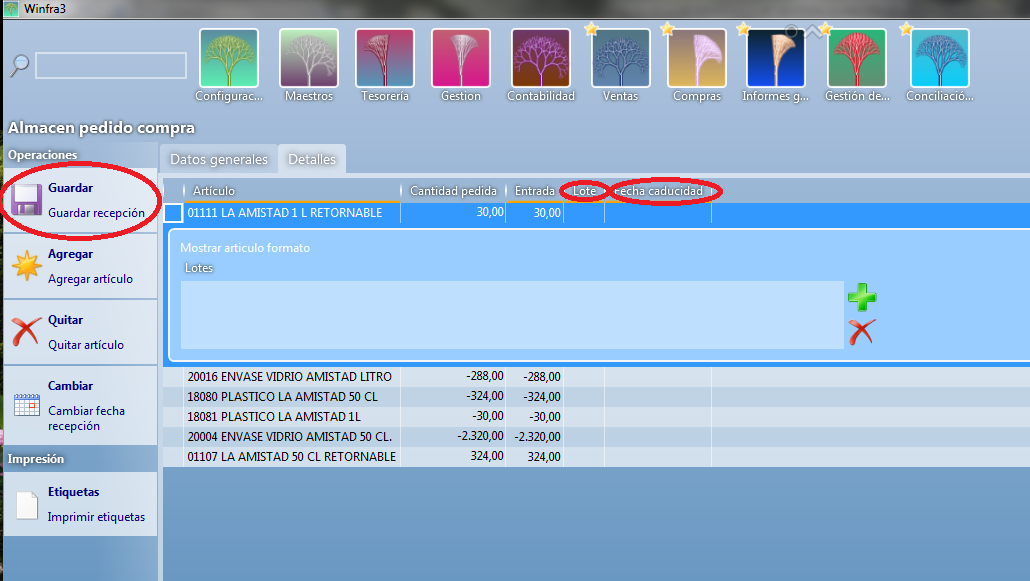 Winfra3
Configurac...
Maestros
Tesorería
Gestion
Contabilidad
Ventas
Compras
Informes g...
Gestión de...
Conciliació...
Almacen pedido compra
Operaciones
Guardar
Guardar recepción
Agregar
Agregar artículo
Quitar
Quitar artículo
Cambiar
Cambiar fecha
recepción
Impresión
Etiquetas
Imprimir etiquetas
Datos generales
Detalles
Artículo Cantidad pedida Entrada Lote Fecha caducidad
01111 LA AMISTAD 1 L RETORNABLE 30,00 30,00
Mostrar articulo formato
Lotes
20016 ENVASE VIDRIO AMISTAD LITRO -288,00 -288,00
18080 PLASTICO LA AMISTAD 50 CL -324,00 -324,00
18081 PLASTICO LA AMISTAD 1L -30,00 -30,00
20004 ENVASE VIDRIO AMISTAD 50 CL. -2.320,00 -2.320,00
01107 LA AMISTAD 50 CL RETORNABLE 324,00 324,00